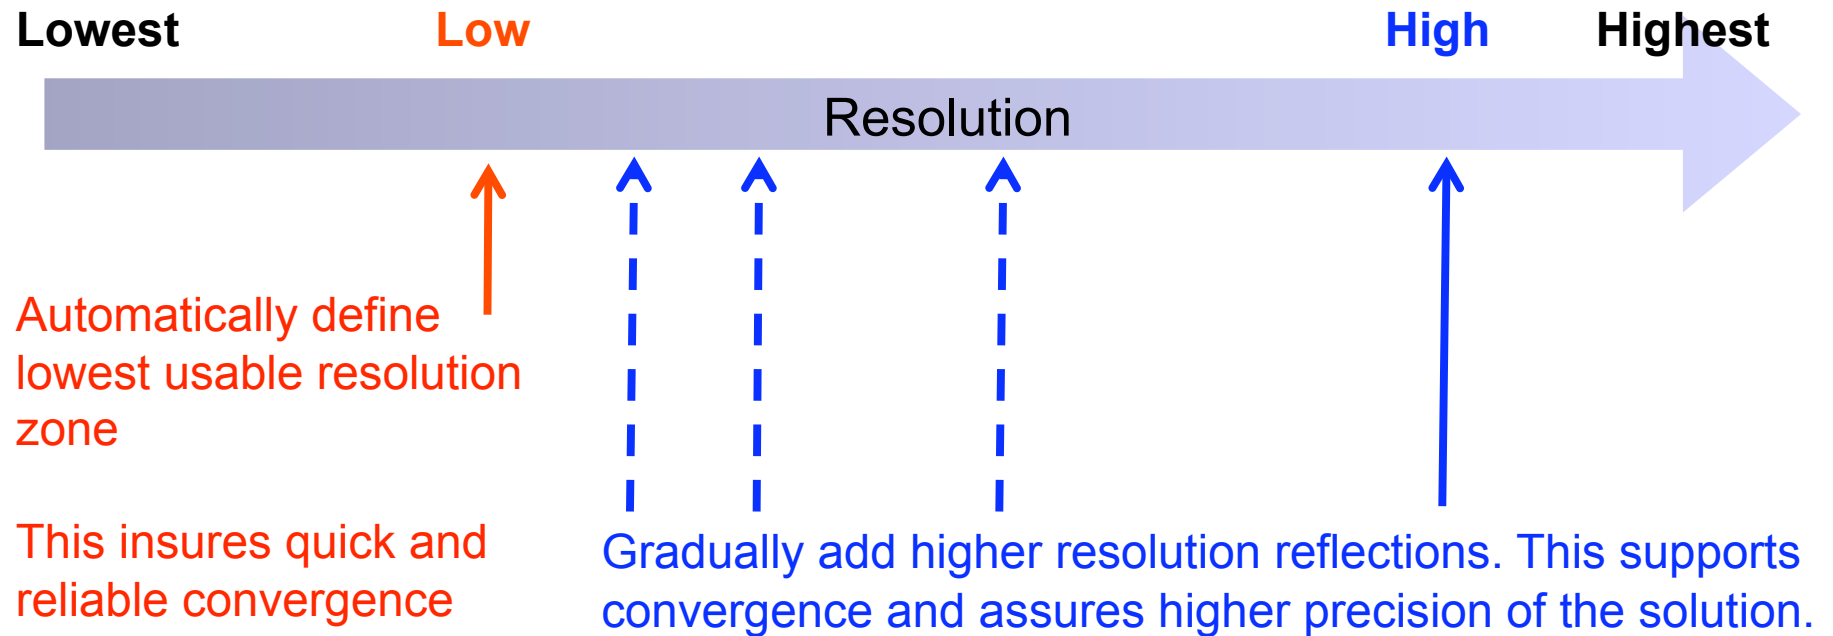 Lowest Low High Highest
Resolution
Automatically define
lowest usable resolution
zone
This insures quick and
reliable convergence
Gradually add higher resolution reflections. This supports
convergence and assures higher precision of the solution.